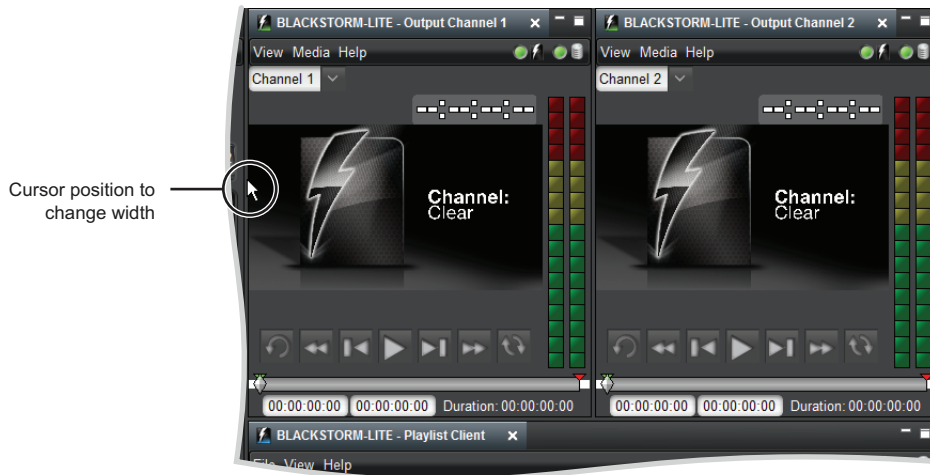 BLACKSTORM-LITE - Output Channel 1
BLACKSTORM-LITE - Output Channel 2
View Media Help
View Media Help
Channel 1
Channel 2
--:--:--:--
--:--:--:--
Channel:
Clear
Channel:
Clear
Cursor position to
change width
00:00:00:00 00:00:00:00 Duration: 00:00:00:00
00:00:00:00 00:00:00:00 Duration: 00:00:00:00
BLACKSTORM-LITE - Playlist Client
File View Help